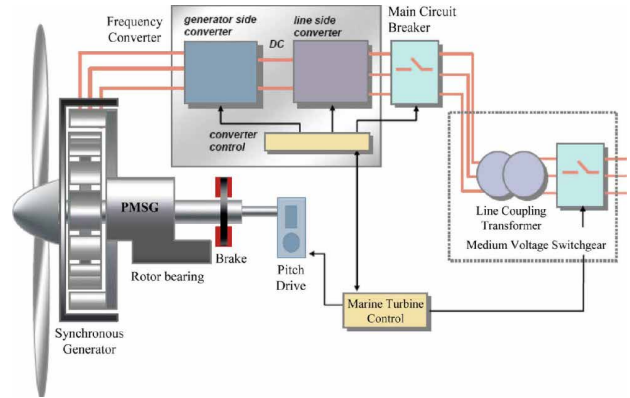 Frequency
Converter
generator side
converter
DC
line side
converter
Main Circuit
Breaker
converter
control
PMSG
Rotor bearing
Brake
Pitch
Drive
Synchronous
Generator
Line Coupling
Transformer
Medium Voltage Switchgear
Marine Turbine
Control